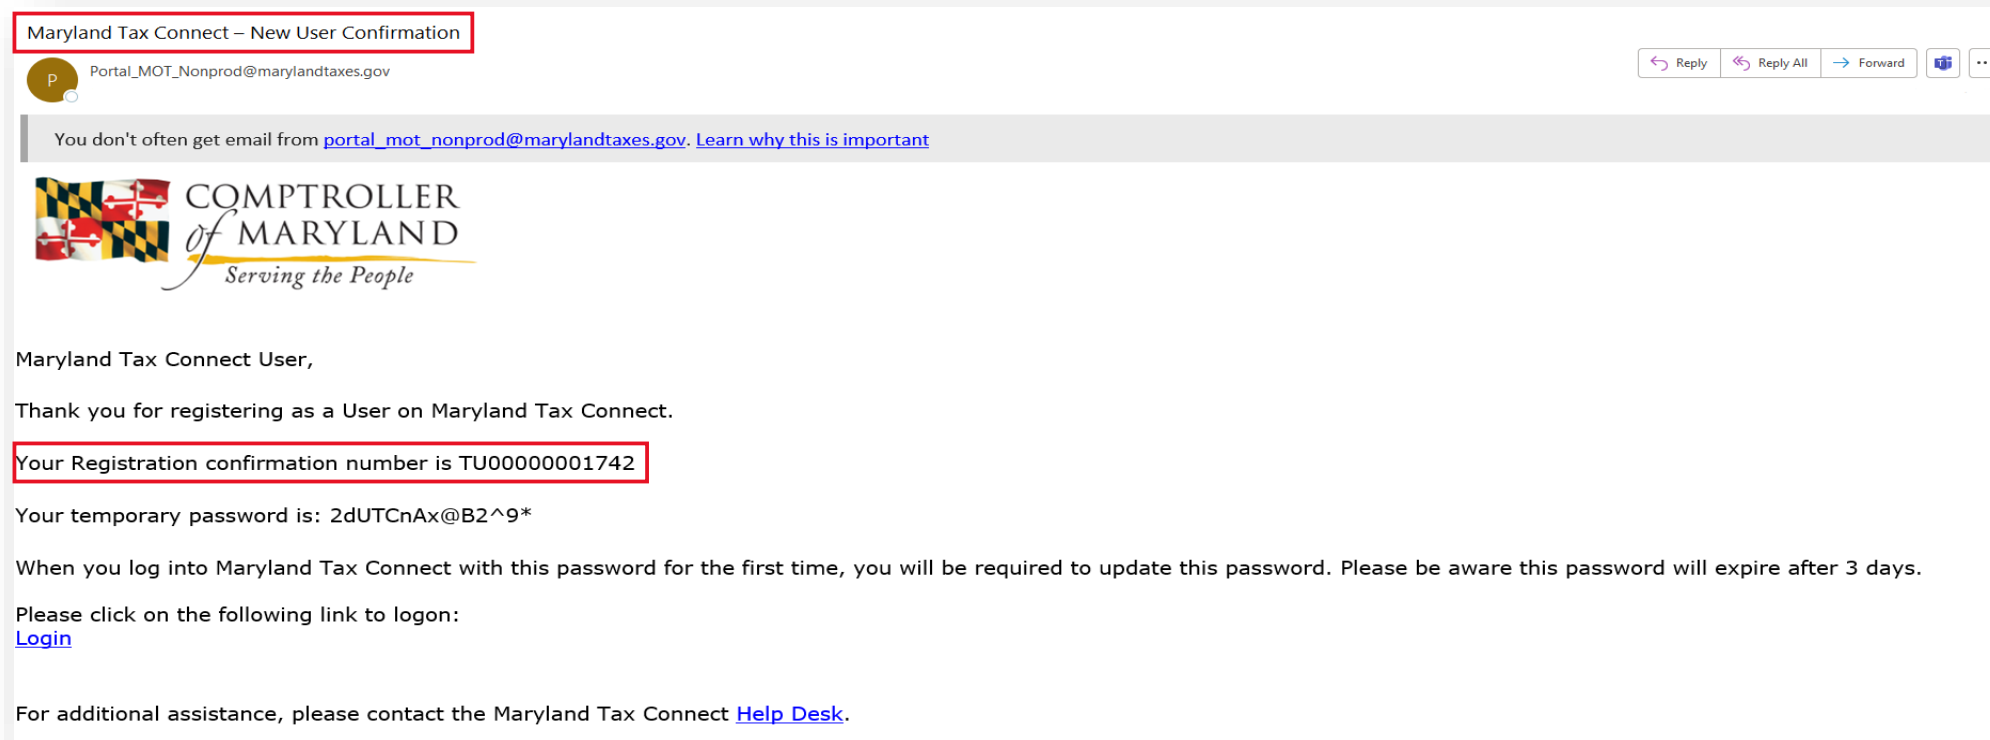 Maryland Tax Connect – New User Confirmation
P
Portal_MOT_Nonprod@marylandtaxes.gov
Reply
Reply All
Forward
You don't often get email from portal_mot_nonprod@marylandtaxes.gov. Learn why this is important
COMPTROLLER
of MARYLAND
Serving the People
Maryland Tax Connect User,
Thank you for registering as a User on Maryland Tax Connect.
Your Registration confirmation number is TU00000001742
Your temporary password is: 2dUTCnAx@B2^9*
When you log into Maryland Tax Connect with this password for the first time, you will be required to update this password. Please be aware this password will expire after 3 days.
Please click on the following link to logon:
Login
For additional assistance, please contact the Maryland Tax Connect Help Desk.